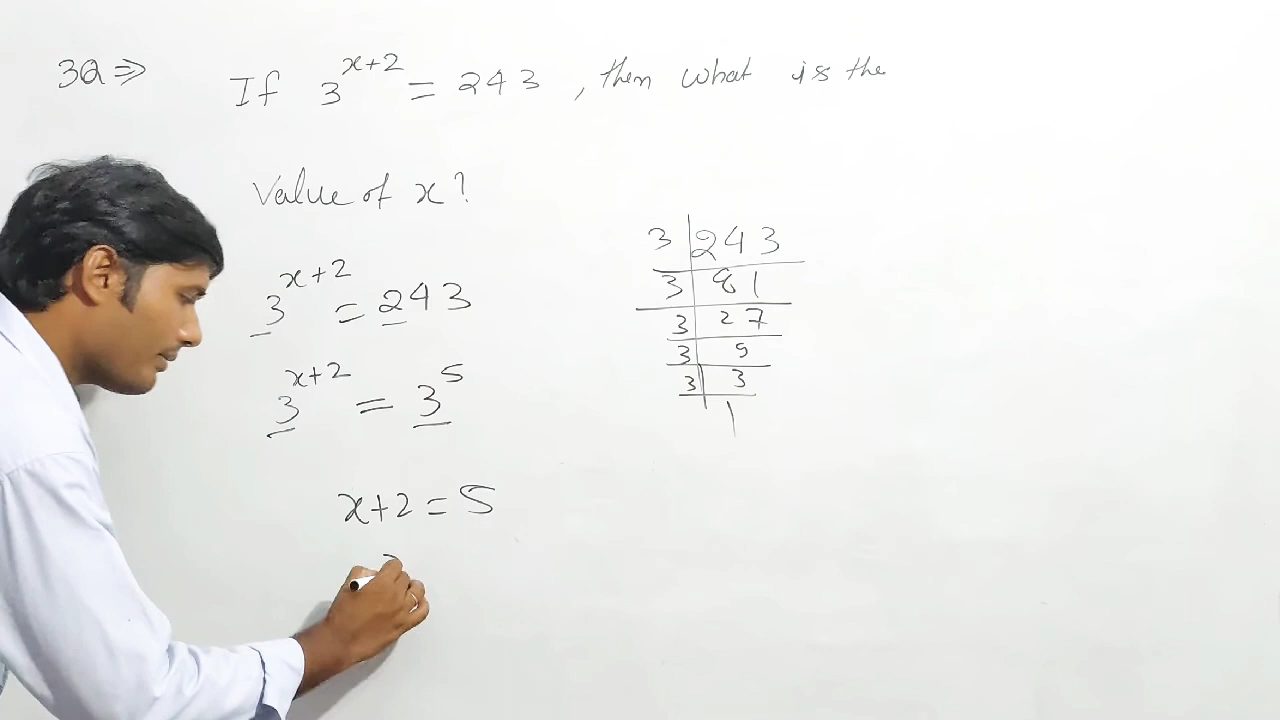 3Q ⇒ If 3^{x+2} = 243, then what is the
Value of x?
3^{x+2} = 243
3^{x+2} = 3^5
x+2 = 5
3 | 243
3 | 81
3 | 27
3 | 9
3 | 3
1